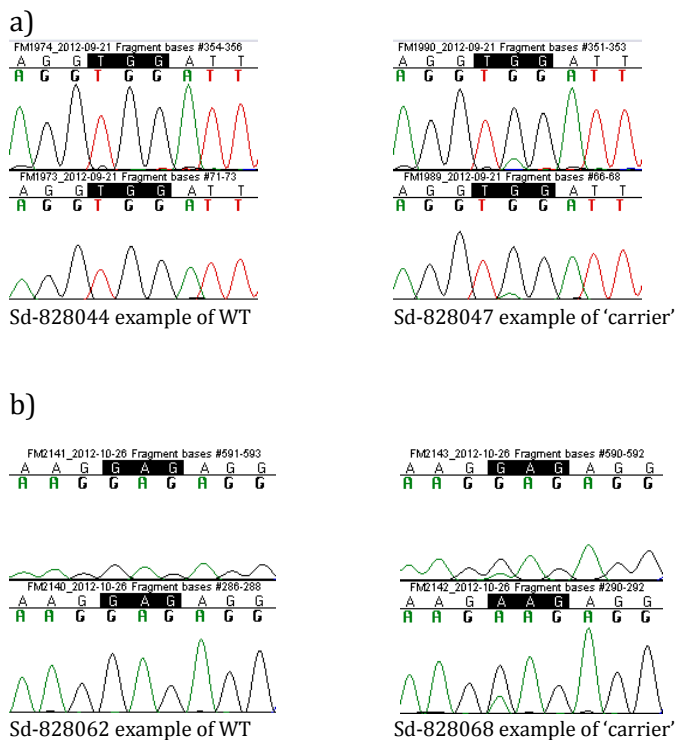 a)
FM1974_2012-09-21 Fragment bases #354-356
A G G T G G A T T
A G G T G G A T T
FM1973_2012-09-21 Fragment bases #71-73
A G G T G G A T T
A G G T G G A T T
Sd-828044 example of WT
FM1990_2012-09-21 Fragment bases #351-353
A G G T G G A T T
A G G T G G A T T
FM1989_2012-09-21 Fragment bases #66-68
A G G T G G A T T
A G G T G G A T T
Sd-828047 example of ‘carrier’
b)
FM2141_2012-10-26 Fragment bases #591-593
A A G G A G A G G
A A G G A G A G G
FM2140_2012-10-26 Fragment bases #286-288
A A G G A G A G G
A A G G A G A G G
Sd-828062 example of WT
FM2143_2012-10-26 Fragment bases #590-592
A A G G A G A G G
A A G G A G A G G
FM2142_2012-10-26 Fragment bases #290-292
A A G A A G A G G
A A G G A G A G G
Sd-828068 example of ‘carrier’